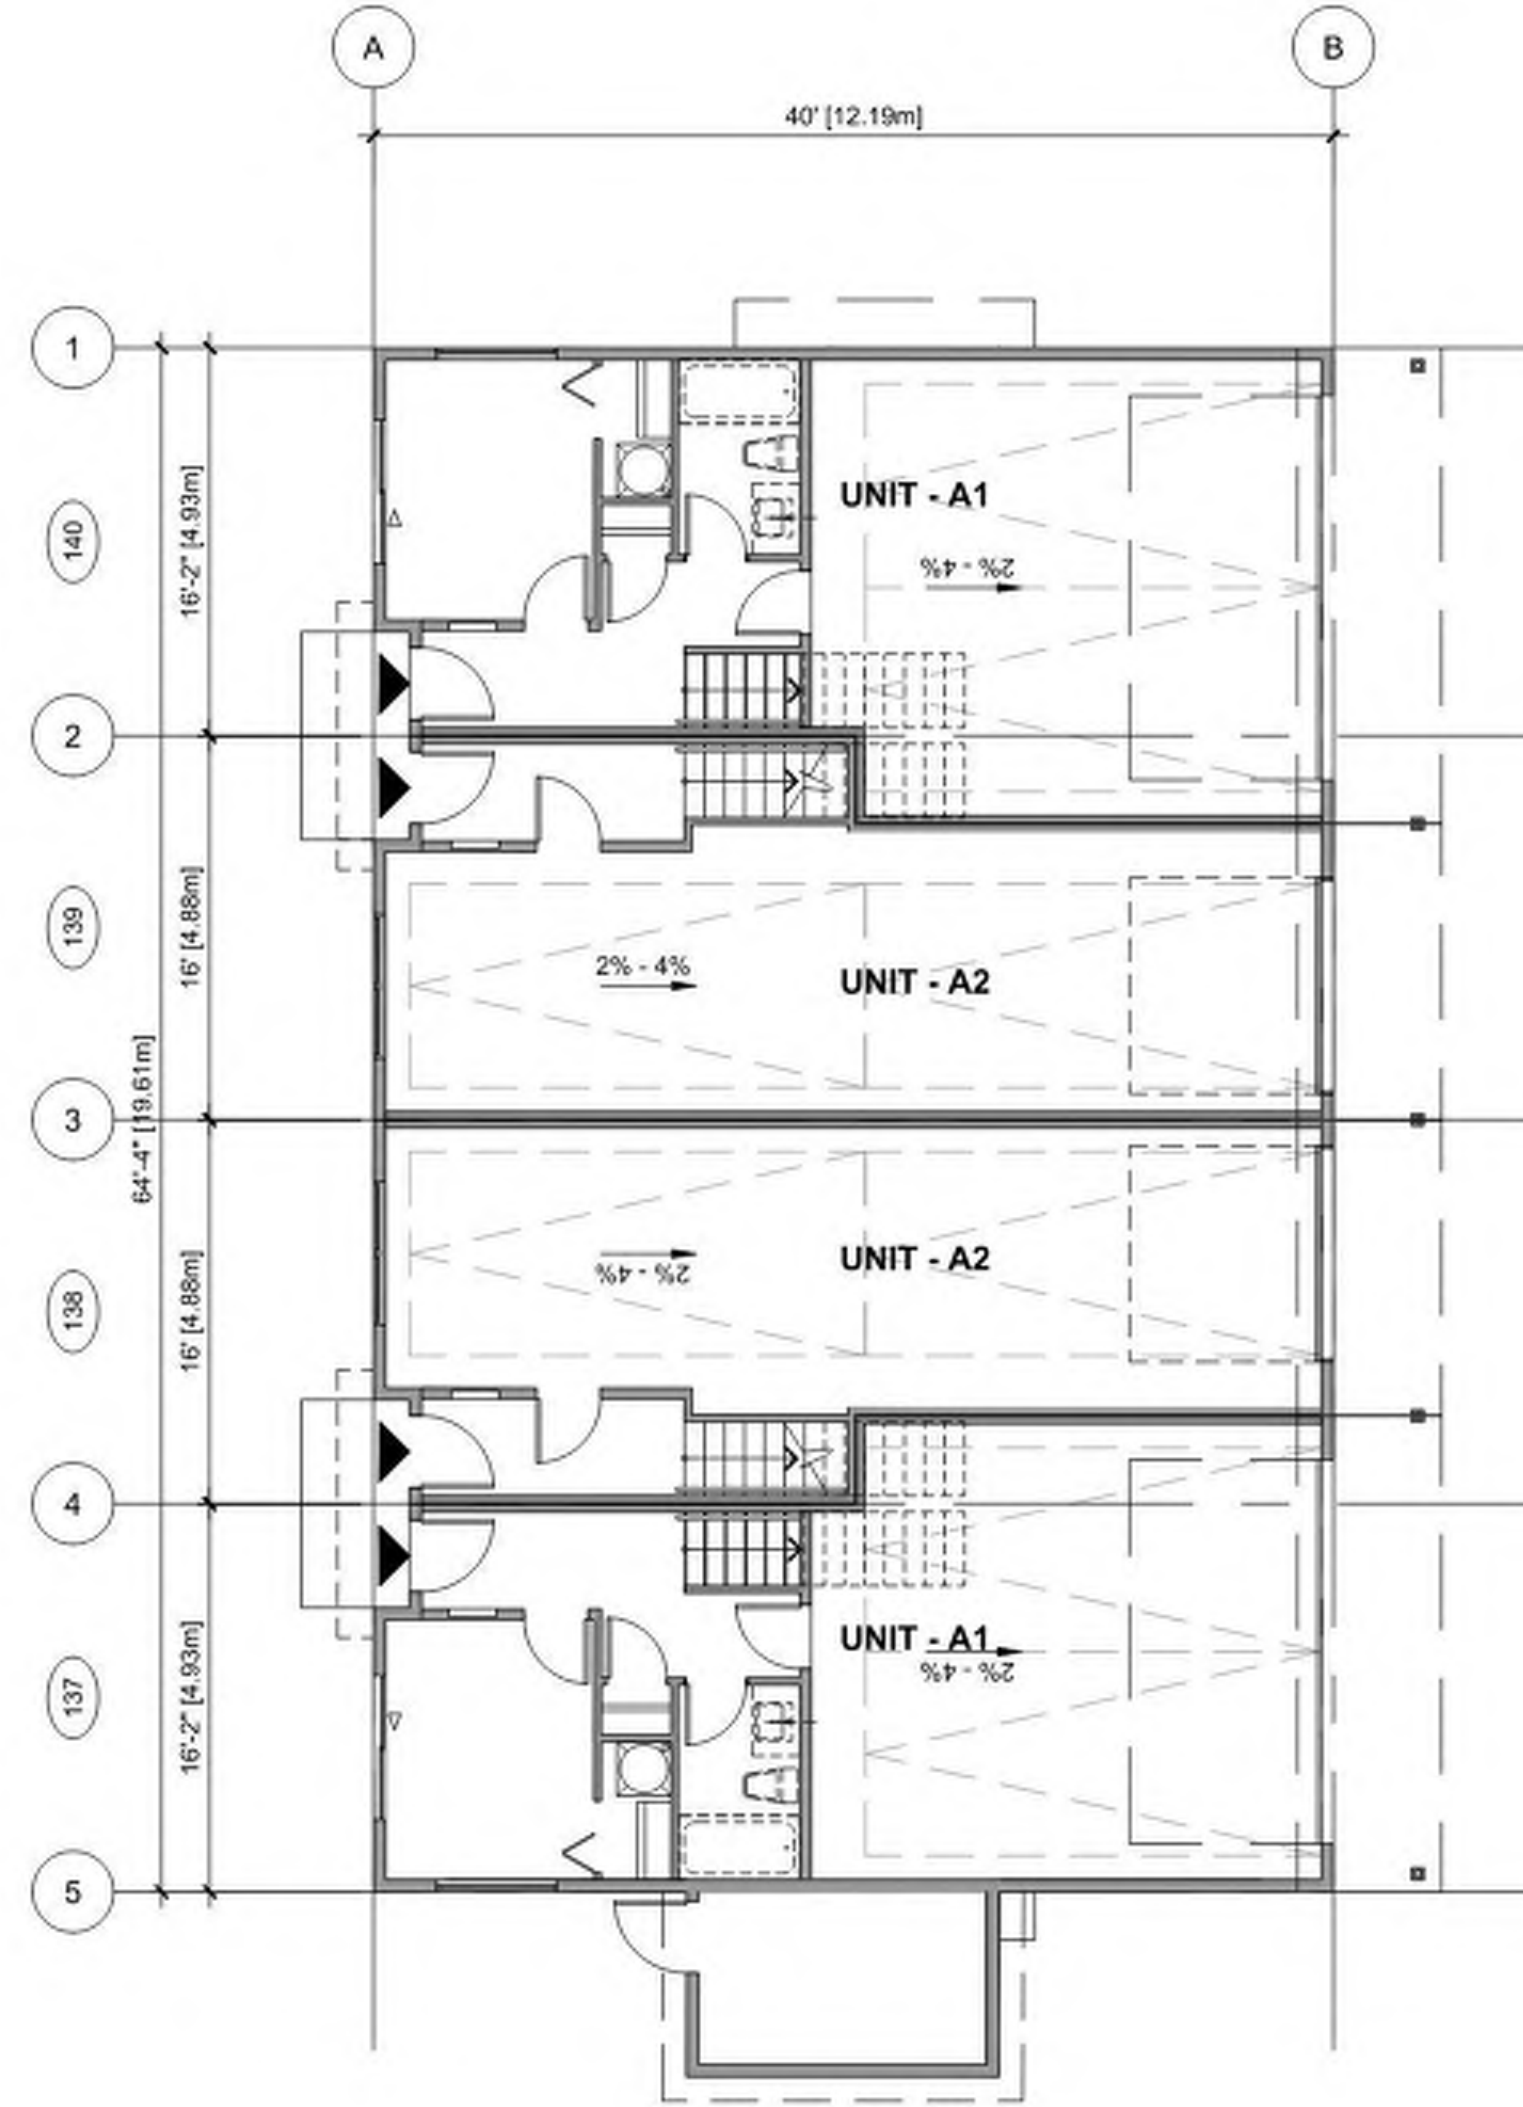 A
B
40' [12.19m]
1
140
16'-2" [4.93m]
UNIT - A1
2% - 4%
2
139
16' [4.88m]
2% - 4%
UNIT - A2
64'-4" [19.61m]
3
138
16' [4.88m]
UNIT - A2
2% - 4%
4
137
16'-2" [4.93m]
UNIT - A1
2% - 4%
5